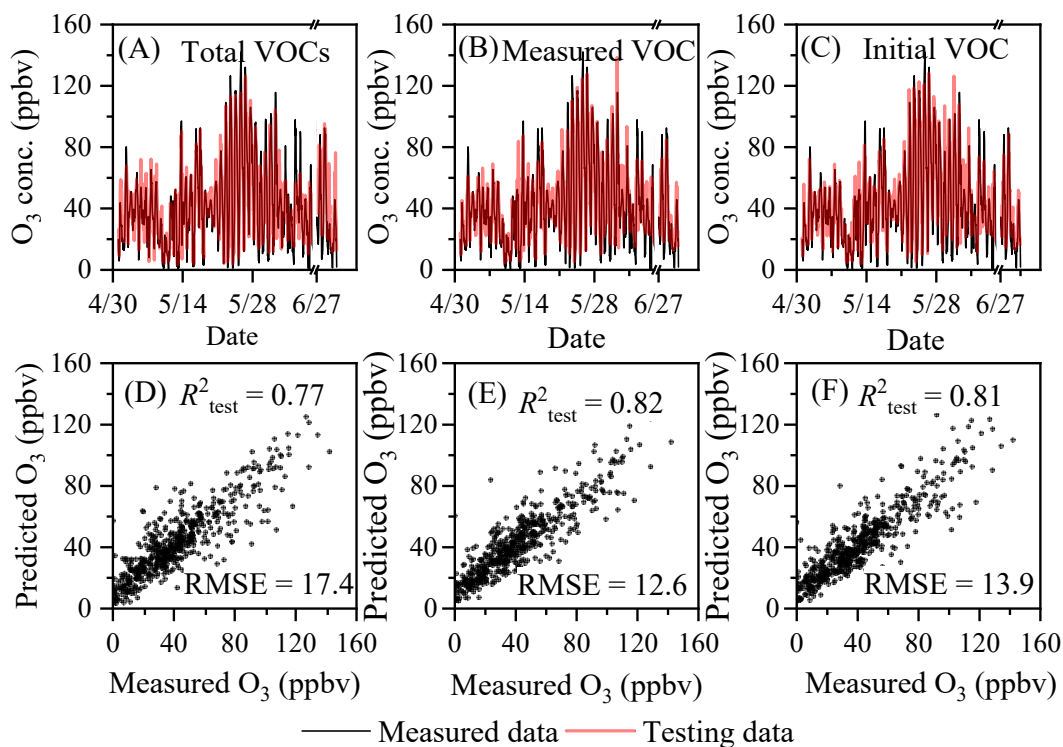 (A) Total VOCs
O3 conc. (ppbv)
160
120
80
40
0
4/30 5/14 5/28 6/27
Date
(B) Measured VOC
O3 conc. (ppbv)
160
120
80
40
0
4/30 5/14 5/28 6/27
Date
(C) Initial VOC
O3 conc. (ppbv)
160
120
80
40
0
4/30 5/14 5/28 6/27
Date
(D) R²test = 0.77
Predicted O3 (ppbv)
160
120
80
40
0
RMSE = 17.4
0 40 80 120 160
Measured O3 (ppbv)
(E) R²test = 0.82
Predicted O3 (ppbv)
160
120
80
40
0
RMSE = 12.6
0 40 80 120 160
Measured O3 (ppbv)
(F) R²test = 0.81
Predicted O3 (ppbv)
160
120
80
40
0
RMSE = 13.9
0 40 80 120 160
Measured O3 (ppbv)
Measured data Testing data